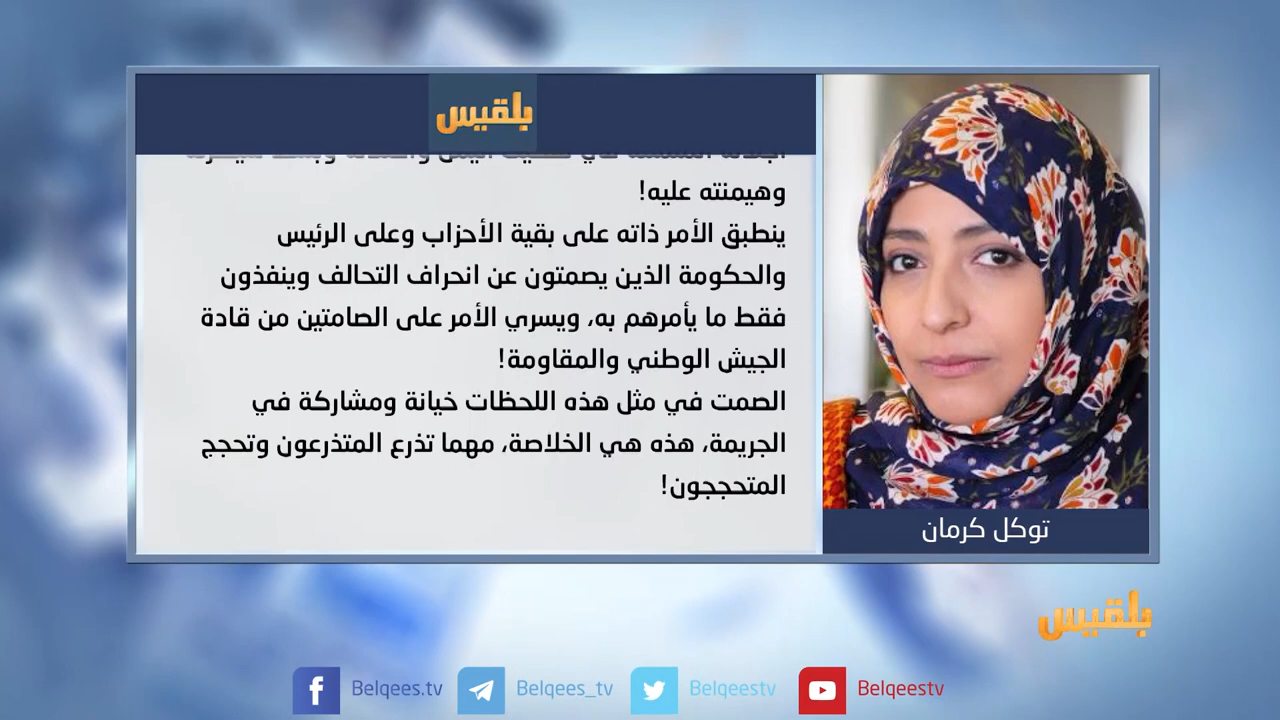 بلقيس
وهيمنته عليه!
ينطبق الأمر ذاته على بقية الأحزاب وعلى الرئيس
والحكومة الذين يصمتون عن انحراف التحالف وينفذون
فقط ما يأمرهم به، ويسري الأمر على الصامتين من قادة
الجيش الوطني والمقاومة!
الصمت في مثل هذه اللحظات خيانة ومشاركة في
الجريمة، هذه هي الخلاصة، مهما تذرع المتذرعون وتحجج
المتحججون!
توكل كرمان
بلقيس
Belqees.tv
Belqees_tv
Belqeestv
Belqeestv